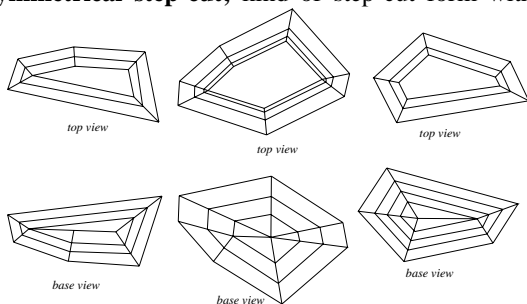 symmetrical step cut, kind of step cut form with
top view
top view
top view
base view
base view
base view